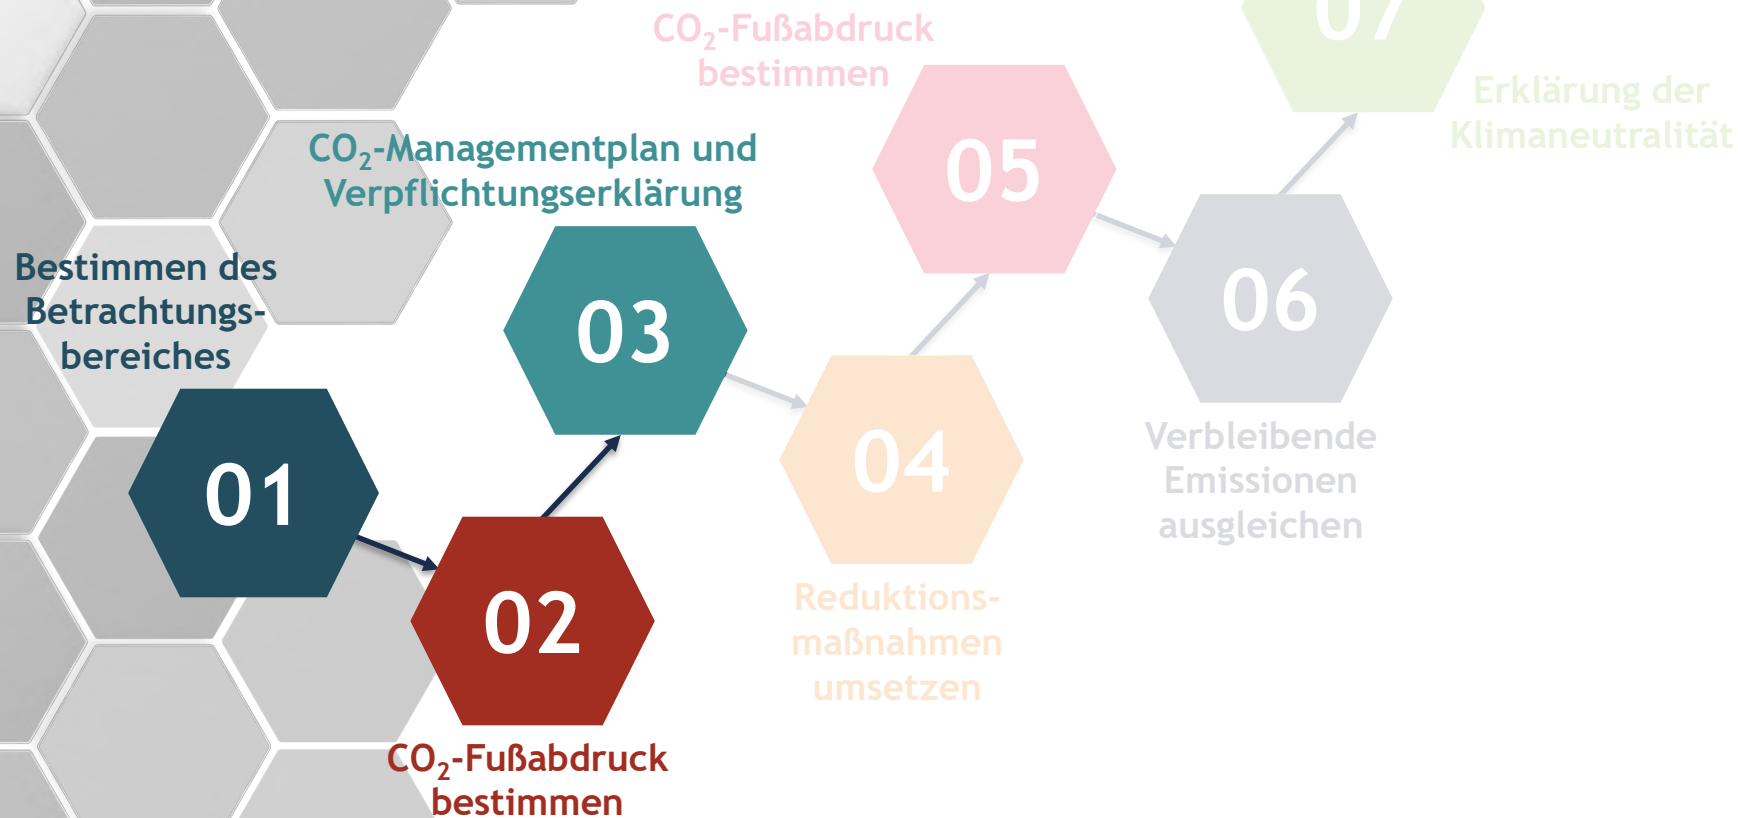 Bestimmen des
Betrachtungs-
bereiches
01
02
CO₂-Fußabdruck
bestimmen
CO₂-Managementplan und
Verpflichtungserklärung
03
04
Reduktions-
maßnahmen
umsetzen
CO₂-Fußabdruck
bestimmen
05
06
Verbleibende
Emissionen
ausgleichen
07
Erklärung der
Klimaneutralität